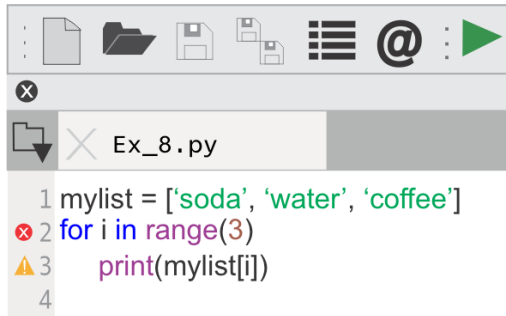 @
Ex_8.py
1 mylist = [‘soda’, ‘water’, ‘coffee’]
2 for i in range(3)
3 print(mylist[i])
4